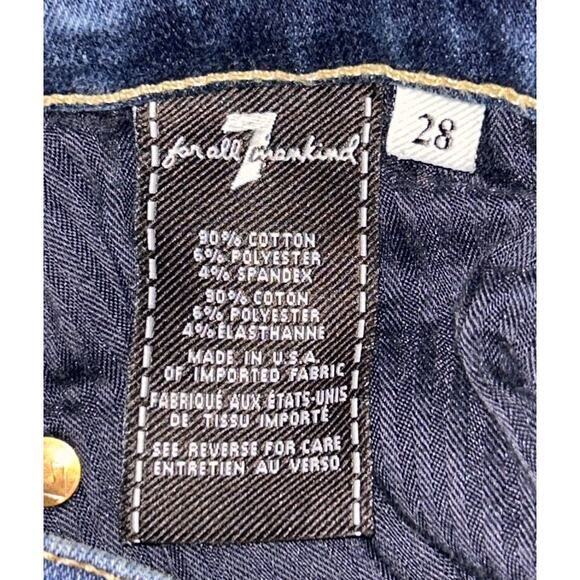 7
for all mankind
28
90% COTTON
6% POLYESTER
4% SPANDEX
90% COTON
6% POLYESTER
4% ELASTHANNE
MADE IN U.S.A
OF IMPORTED FABRIC
FABRIQUÉ AUX ÉTATS-UNIS
DE TISSU IMPORTÉ
SEE REVERSE FOR CARE
ENTRETIEN AU VERSO